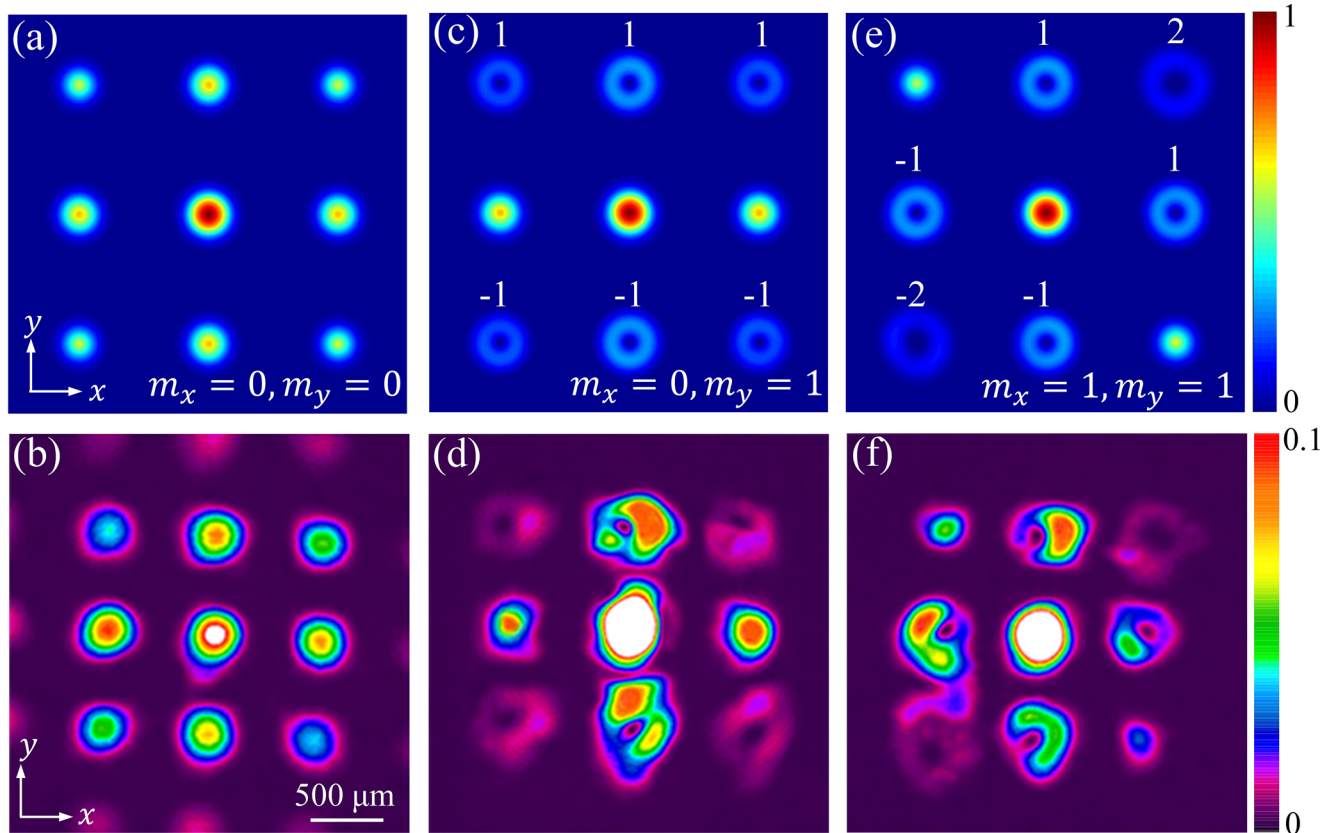 (a)
y
x
m_x = 0, m_y = 0
(c)
1 1 1
-1 -1 -1
m_x = 0, m_y = 1
(e)
1 2
-1 1
-2 -1
m_x = 1, m_y = 1
1
0
(b)
y
x
500 μm
(d)
(f)
0.1
0